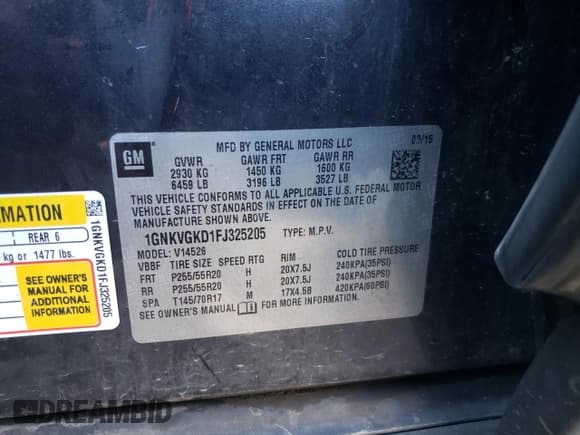 GM
MFD BY GENERAL MOTORS LLC
03/15
GVWR GAWR FRT GAWR RR
2930 KG 1450 KG 1600 KG
6459 LB 3196 LB 3527 LB
THIS VEHICLE CONFORMS TO ALL APPLICABLE U.S. FEDERAL MOTOR
VEHICLE SAFETY STANDARDS IN EFFECT ON THE DATE OF
MANUFACTURE SHOWN ABOVE.
1GNKVGKD1FJ325205 TYPE: M.P.V.
MODEL: V14526
VBBF TIRE SIZE SPEED RTG RIM COLD TIRE PRESSURE
FRT P255/55R20 H 20X7.5J 240KPA(35PSI)
RR P255/55R20 H 20X7.5J 240KPA(35PSI)
SPA T145/70R17 M 17X4.5B 420KPA(60PSI)
SEE OWNER'S MANUAL FOR MORE INFORMATION
RMATION
REAR 6
kg or 1477 lbs.
SEE OWNER'S
MANUAL FOR
ADDITIONAL
INFORMATION
1GNKVGKD1FJ325205
DREAMBID